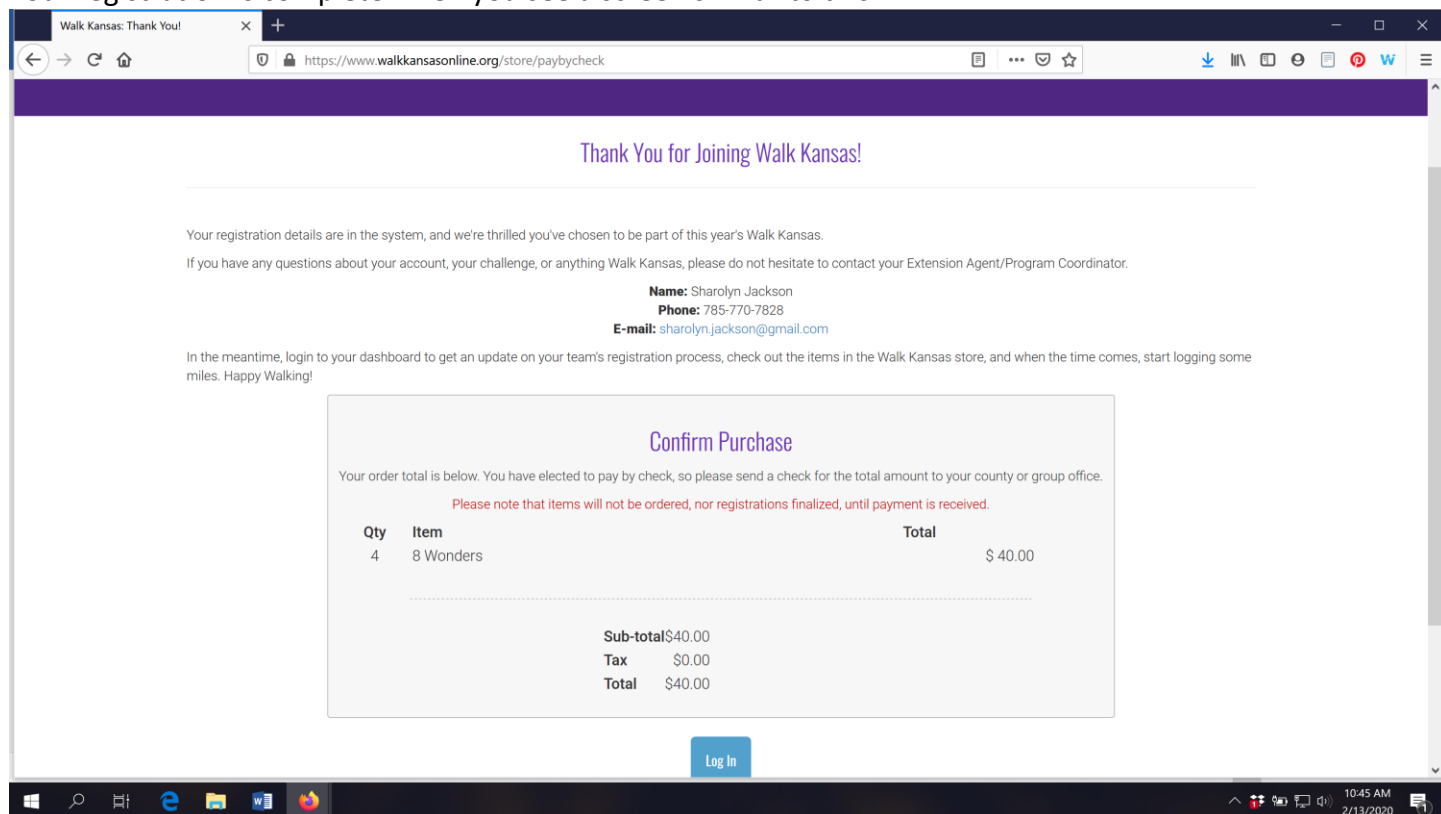 Walk Kansas: Thank You!
https://www.walkkansasonline.org/store/paybycheck
Thank You for Joining Walk Kansas!
Your registration details are in the system, and we're thrilled you've chosen to be part of this year's Walk Kansas.
If you have any questions about your account, your challenge, or anything Walk Kansas, please do not hesitate to contact your Extension Agent/Program Coordinator.
Name: Sharolyn Jackson
Phone: 785-770-7828
E-mail: sharolyn.jackson@gmail.com
In the meantime, login to your dashboard to get an update on your team's registration process, check out the items in the Walk Kansas store, and when the time comes, start logging some
miles. Happy Walking!
Confirm Purchase
Your order total is below. You have elected to pay by check, so please send a check for the total amount to your county or group office.
Please note that items will not be ordered, nor registrations finalized, until payment is received.
Qty Item Total
4 8 Wonders $ 40.00
Sub-total $40.00
Tax $0.00
Total $40.00
Log In
10:45 AM
2/13/2020